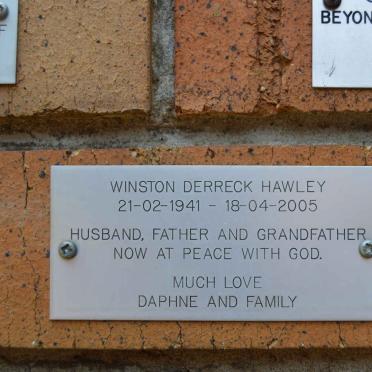 BEYON
WINSTON DERRECK HAWLEY
21-02-1941 - 18-04-2005
HUSBAND, FATHER AND GRANDFATHER
NOW AT PEACE WITH GOD.
MUCH LOVE
DAPHNE AND FAMILY